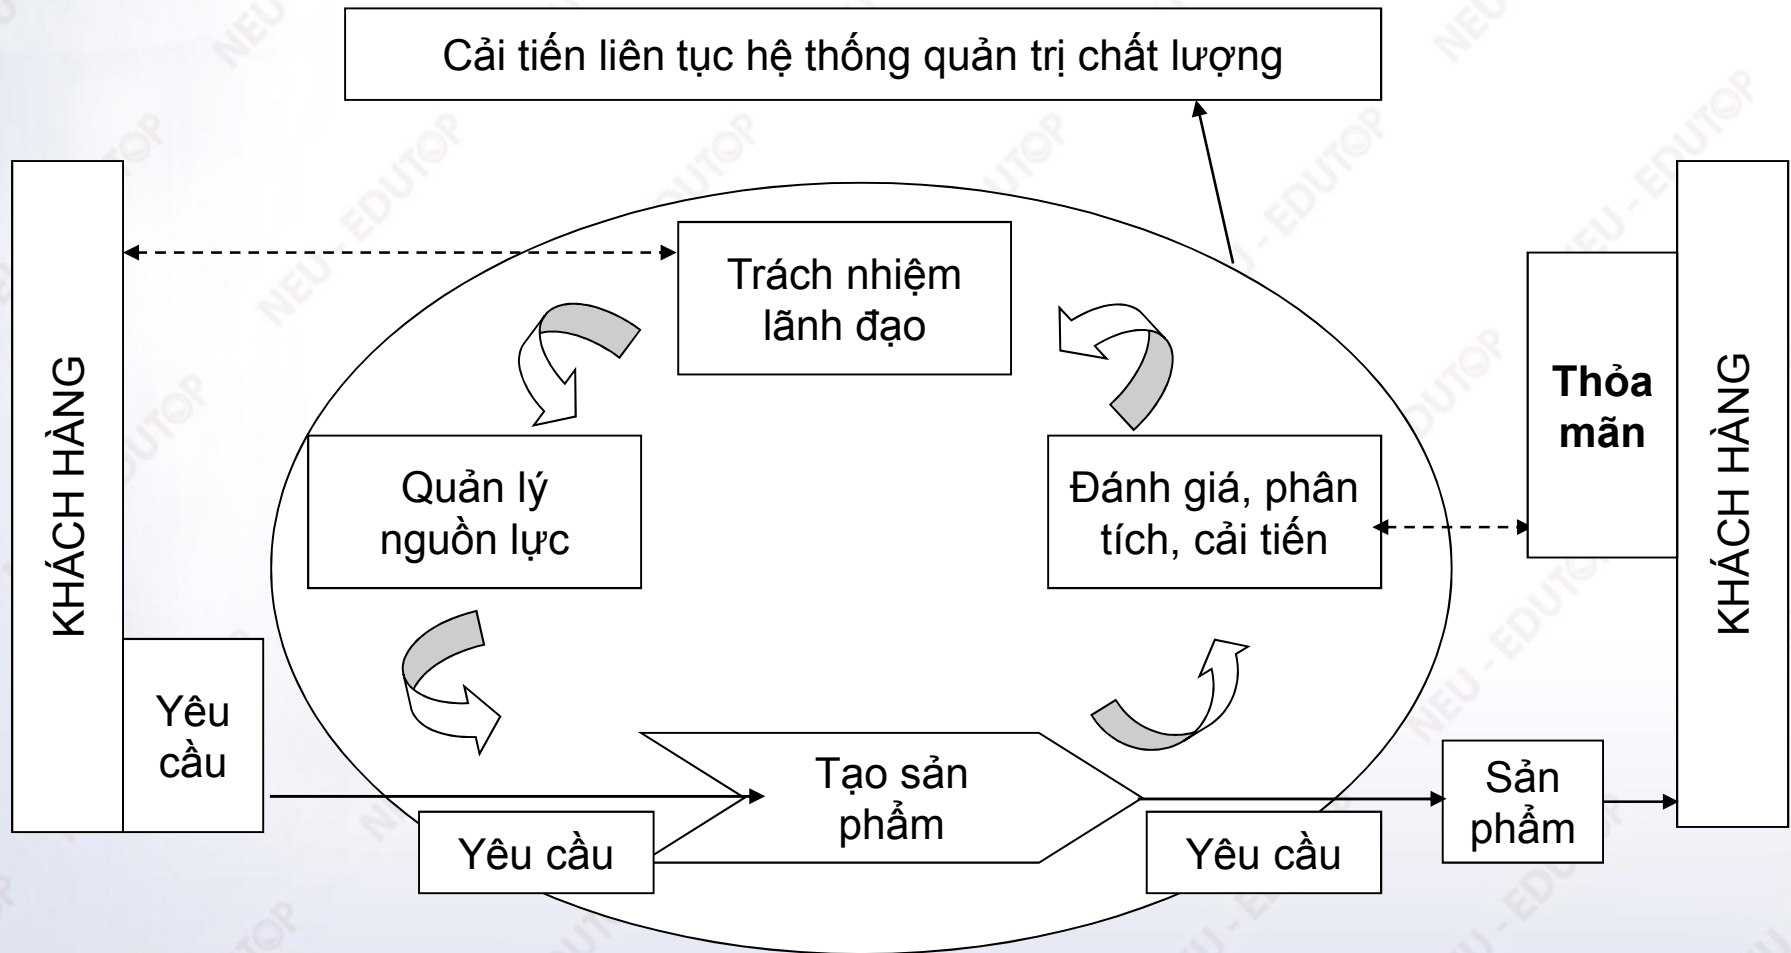 Cải tiến liên tục hệ thống quản trị chất lượng
KHÁCH HÀNG
Trách nhiệm
lãnh đạo
Thỏa
mãn
KHÁCH HÀNG
Quản lý
nguồn lực
Đánh giá, phân
tích, cải tiến
Yêu
cầu
Tạo sản
phẩm
Sản
phẩm
Yêu cầu
Yêu cầu
NEU - EDUTOP